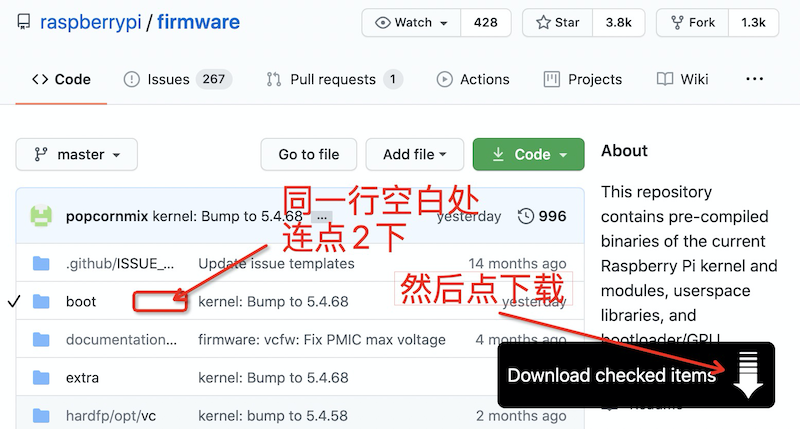 raspberrypi / firmware
Watch 428 Star 3.8k Fork 1.3k
Code Issues 267 Pull requests 1 Actions Projects Wiki ...
master Go to file Add file Code
About
This repository
contains pre-compiled
binaries of the current
Raspberry Pi kernel and
modules, userspace
libraries, and
bootloader/GPU
popcornmix kernel: Bump to 5.4.68 ... yesterday 996
同一行空白处
连点2下
.github/ISSUE_... Update issue templates 14 months ago
boot kernel: Bump to 5.4.68 yesterday
然后点下载
documentation... firmware: vcfw: Fix PMIC max voltage 4 months ago
extra kernel: Bump to 5.4.68
Download checked items
hardfp/opt/vc kernel: bump to 5.4.58 2 months ago